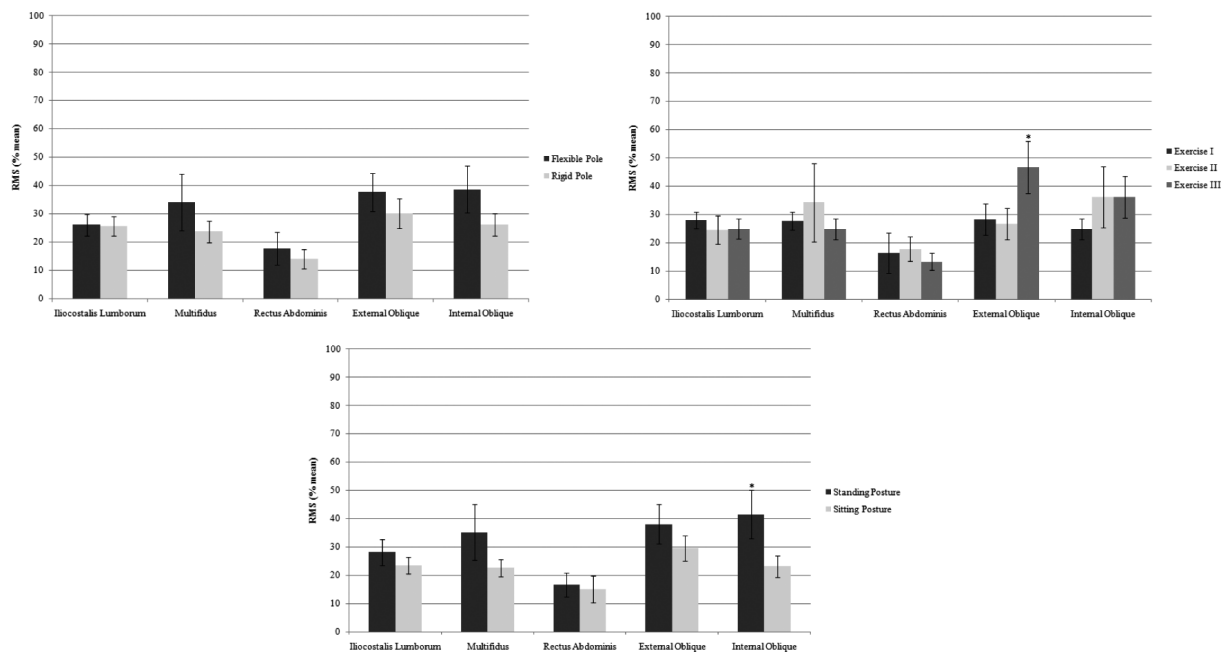 100
90
80
70
60
50
40
30
20
10
0
RMS (% mean)
Iliocostalis Lumborum Multifidus Rectus Abdominis External Oblique Internal Oblique
Flexible Pole
Rigid Pole
100
90
80
70
60
50
40
30
20
10
0
RMS (% mean)
*
Iliocostalis Lumborum Multifidus Rectus Abdominis External Oblique Internal Oblique
Exercise I
Exercise II
Exercise III
100
90
80
70
60
50
40
30
20
10
0
RMS (% mean)
*
Iliocostalis Lumborum Multifidus Rectus Abdominis External Oblique Internal Oblique
Standing Posture
Sitting Posture